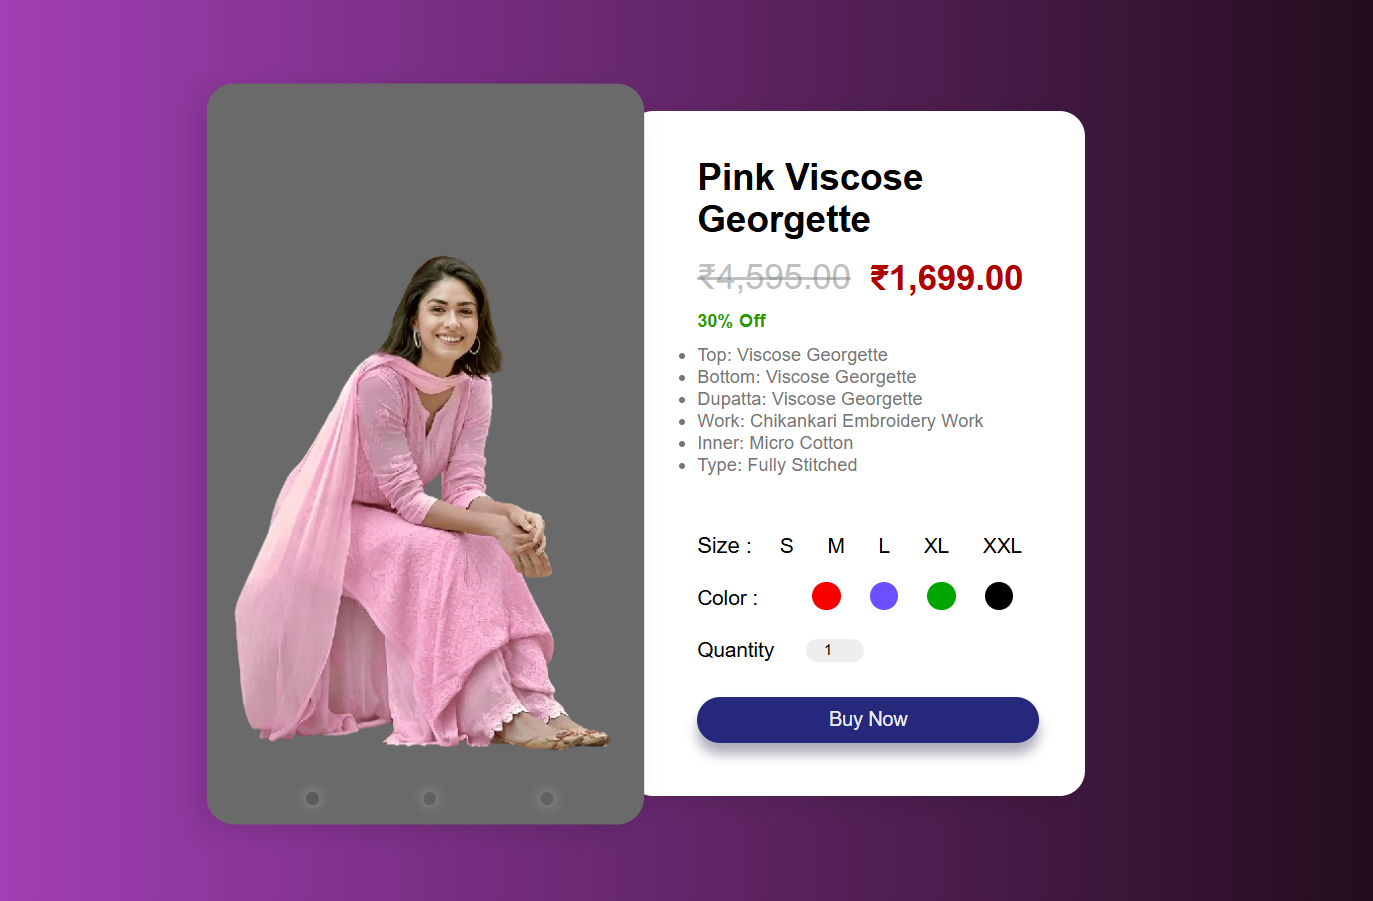 Pink Viscose
Georgette
₹4,595.00 ₹1,699.00
30% Off
Top: Viscose Georgette
Bottom: Viscose Georgette
Dupatta: Viscose Georgette
Work: Chikankari Embroidery Work
Inner: Micro Cotton
Type: Fully Stitched
Size : S M L XL XXL
Color :
Quantity 1
Buy Now